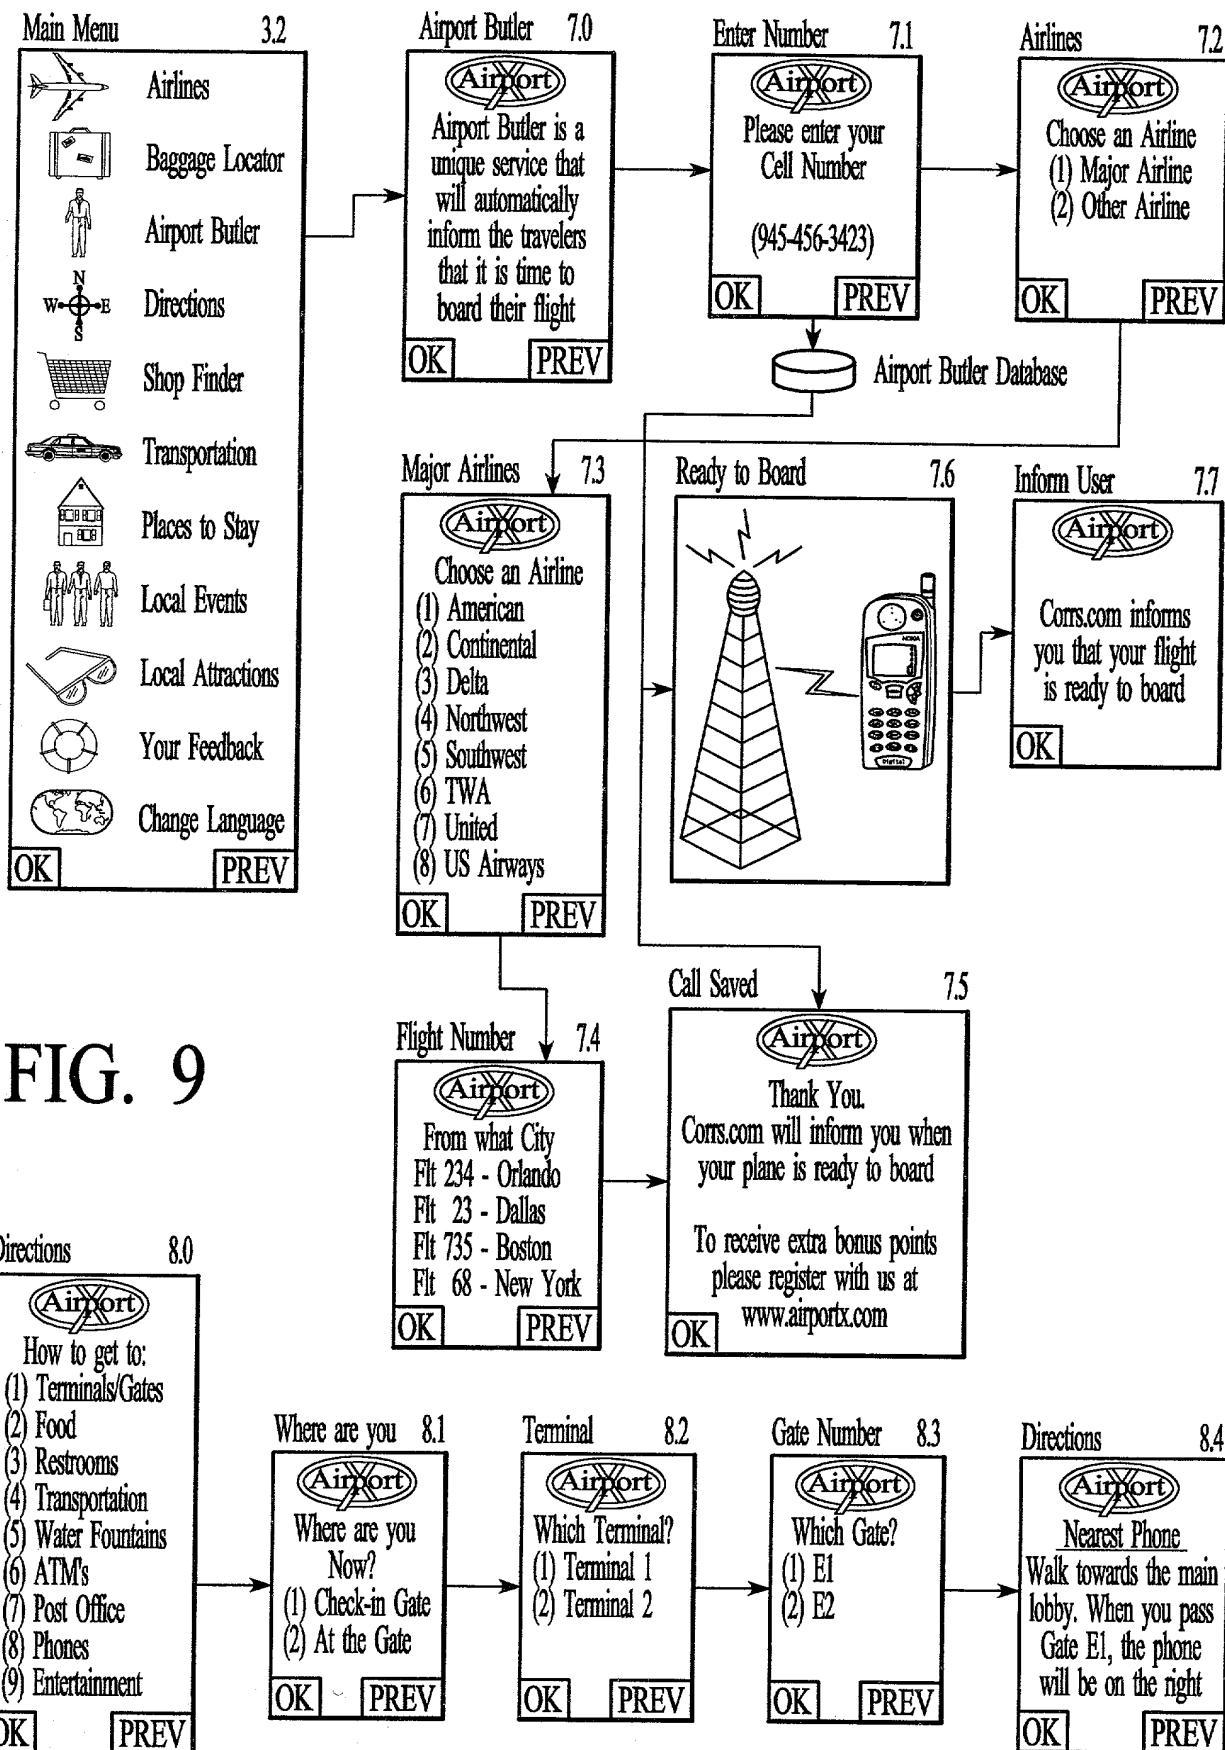 Main Menu 3.2
Airlines
Baggage Locator
Airport Butler
N
W E
S
Directions
Shop Finder
Transportation
Places to Stay
Local Events
Local Attractions
Your Feedback
Change Language
OK PREV
Airport Butler 7.0
Airport X
Airport Butler is a
unique service that
will automatically
inform the travelers
that it is time to
board their flight
OK PREV
Enter Number 7.1
Airport X
Please enter your
Cell Number
(945-456-3423)
OK PREV
Airport Butler Database
Airlines 7.2
Airport X
Choose an Airline
(1) Major Airline
(2) Other Airline
OK PREV
Major Airlines 7.3
Airport X
Choose an Airline
(1) American
(2) Continental
(3) Delta
(4) Northwest
(5) Southwest
(6) TWA
(7) United
(8) US Airways
OK PREV
Ready to Board 7.6
NOKIA
Digital
Inform User 7.7
Airport X
Corrs.com informs
you that your flight
is ready to board
OK
FIG. 9
Flight Number 7.4
Airport X
From what City
Flt 234 - Orlando
Flt 23 - Dallas
Flt 735 - Boston
Flt 68 - New York
OK PREV
Call Saved 7.5
Airport X
Thank You.
Corrs.com will inform you when
your plane is ready to board
To receive extra bonus points
please register with us at
www.airportx.com
OK
Directions 8.0
Airport X
How to get to:
(1) Terminals/Gates
(2) Food
(3) Restrooms
(4) Transportation
(5) Water Fountains
(6) ATM's
(7) Post Office
(8) Phones
(9) Entertainment
OK PREV
Where are you 8.1
Airport X
Where are you
Now?
(1) Check-in Gate
(2) At the Gate
OK PREV
Terminal 8.2
Airport X
Which Terminal?
(1) Terminal 1
(2) Terminal 2
OK PREV
Gate Number 8.3
Airport X
Which Gate?
(1) E1
(2) E2
OK PREV
Directions 8.4
Airport X
Nearest Phone
Walk towards the main
lobby. When you pass
Gate E1, the phone
will be on the right
OK PREV